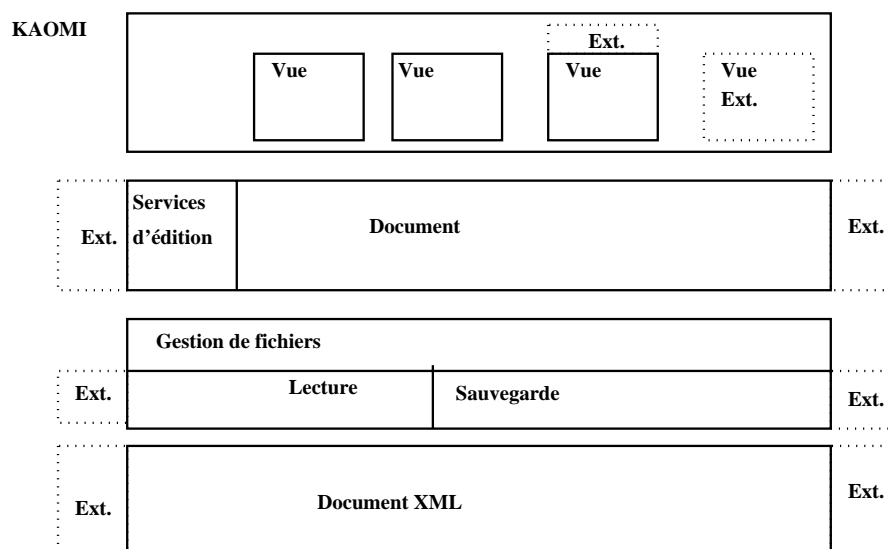 KAOMI
Ext.
Vue Vue Vue Vue
Ext.
Services
Ext. d'édition Document Ext.
Gestion de fichiers
Ext. Lecture Sauvegarde Ext.
Ext. Document XML Ext.